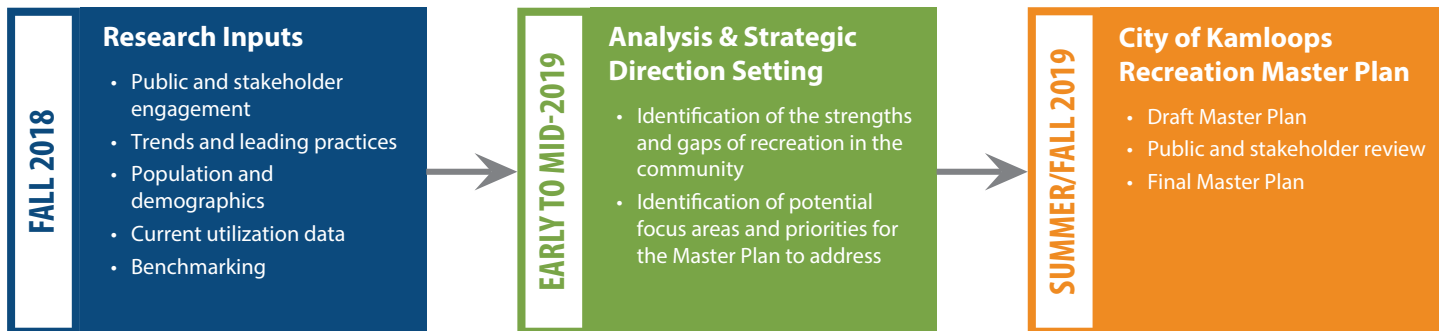 FALL 2018
Research Inputs
• Public and stakeholder
engagement
• Trends and leading practices
• Population and
demographics
• Current utilization data
• Benchmarking
EARLY TO MID-2019
Analysis & Strategic
Direction Setting
• Identification of the strengths
and gaps of recreation in the
community
• Identification of potential
focus areas and priorities for
the Master Plan to address
SUMMER/FALL 2019
City of Kamloops
Recreation Master Plan
• Draft Master Plan
• Public and stakeholder review
• Final Master Plan